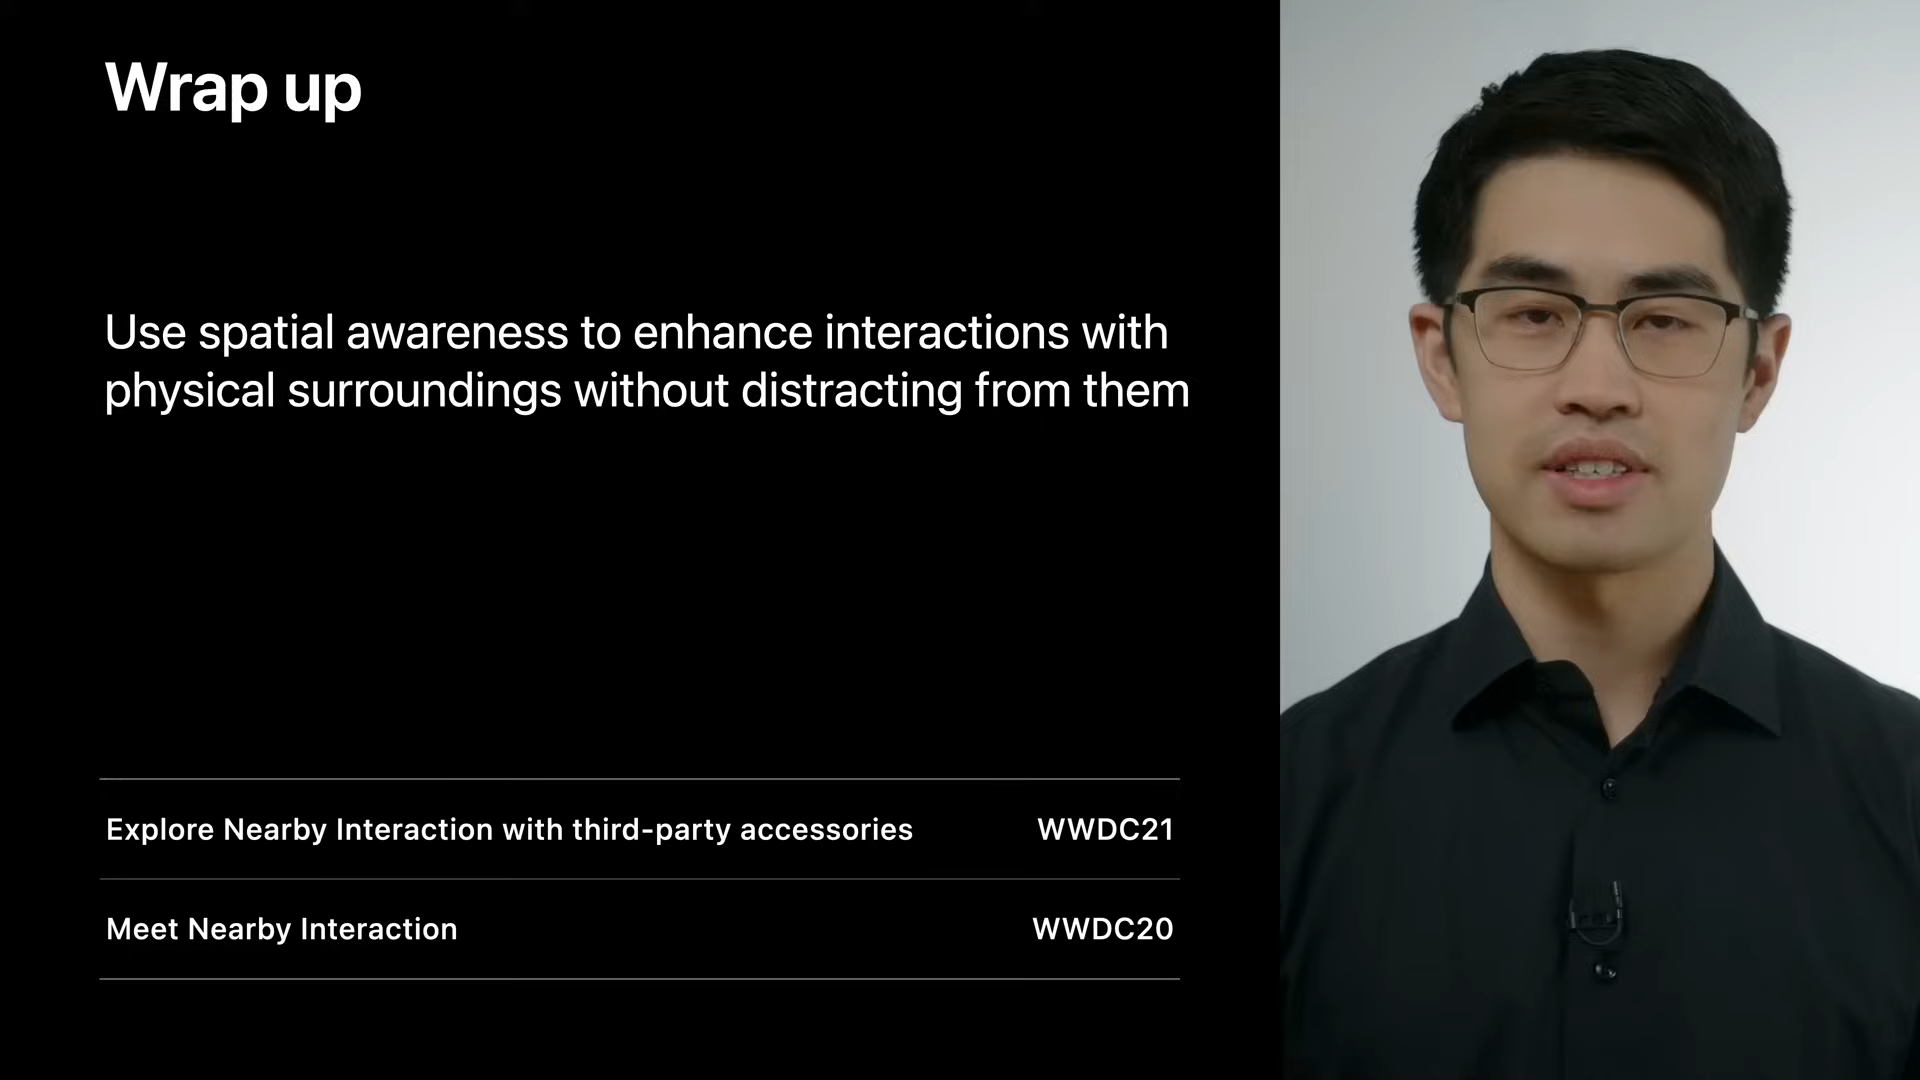 Wrap up
Use spatial awareness to enhance interactions with
physical surroundings without distracting from them
Explore Nearby Interaction with third-party accessories WWDC21
Meet Nearby Interaction WWDC20